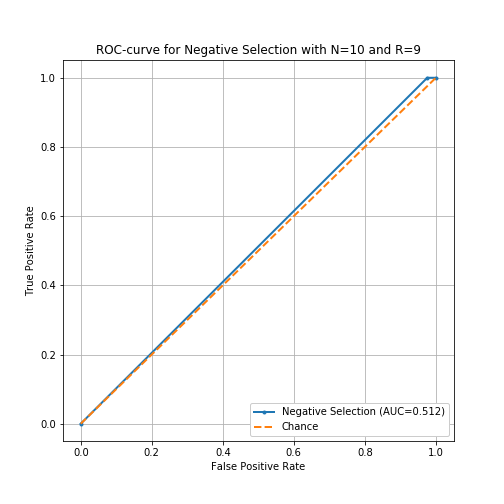 ROC-curve for Negative Selection with N=10 and R=9
1.0
0.8
0.6
0.4
0.2
0.0
True Positive Rate
0.0 0.2 0.4 0.6 0.8 1.0
False Positive Rate
Negative Selection (AUC=0.512)
Chance